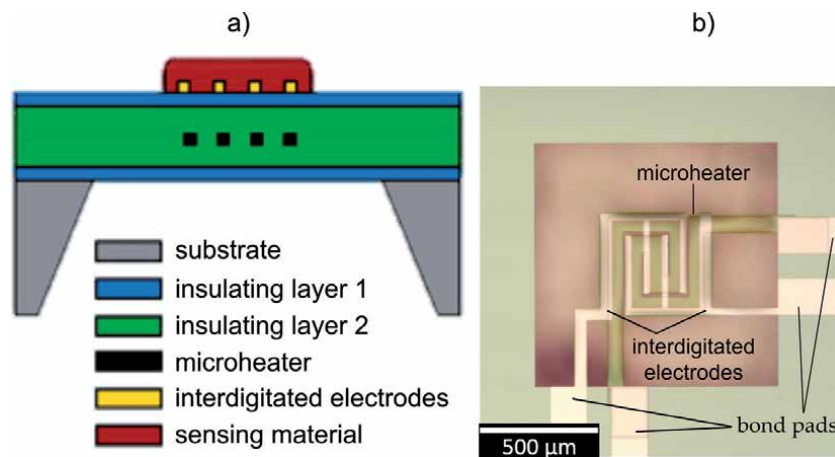 a)
b)
substrate
insulating layer 1
insulating layer 2
microheater
interdigitated electrodes
sensing material
microheater
interdigitated
electrodes
bond pads
500 µm